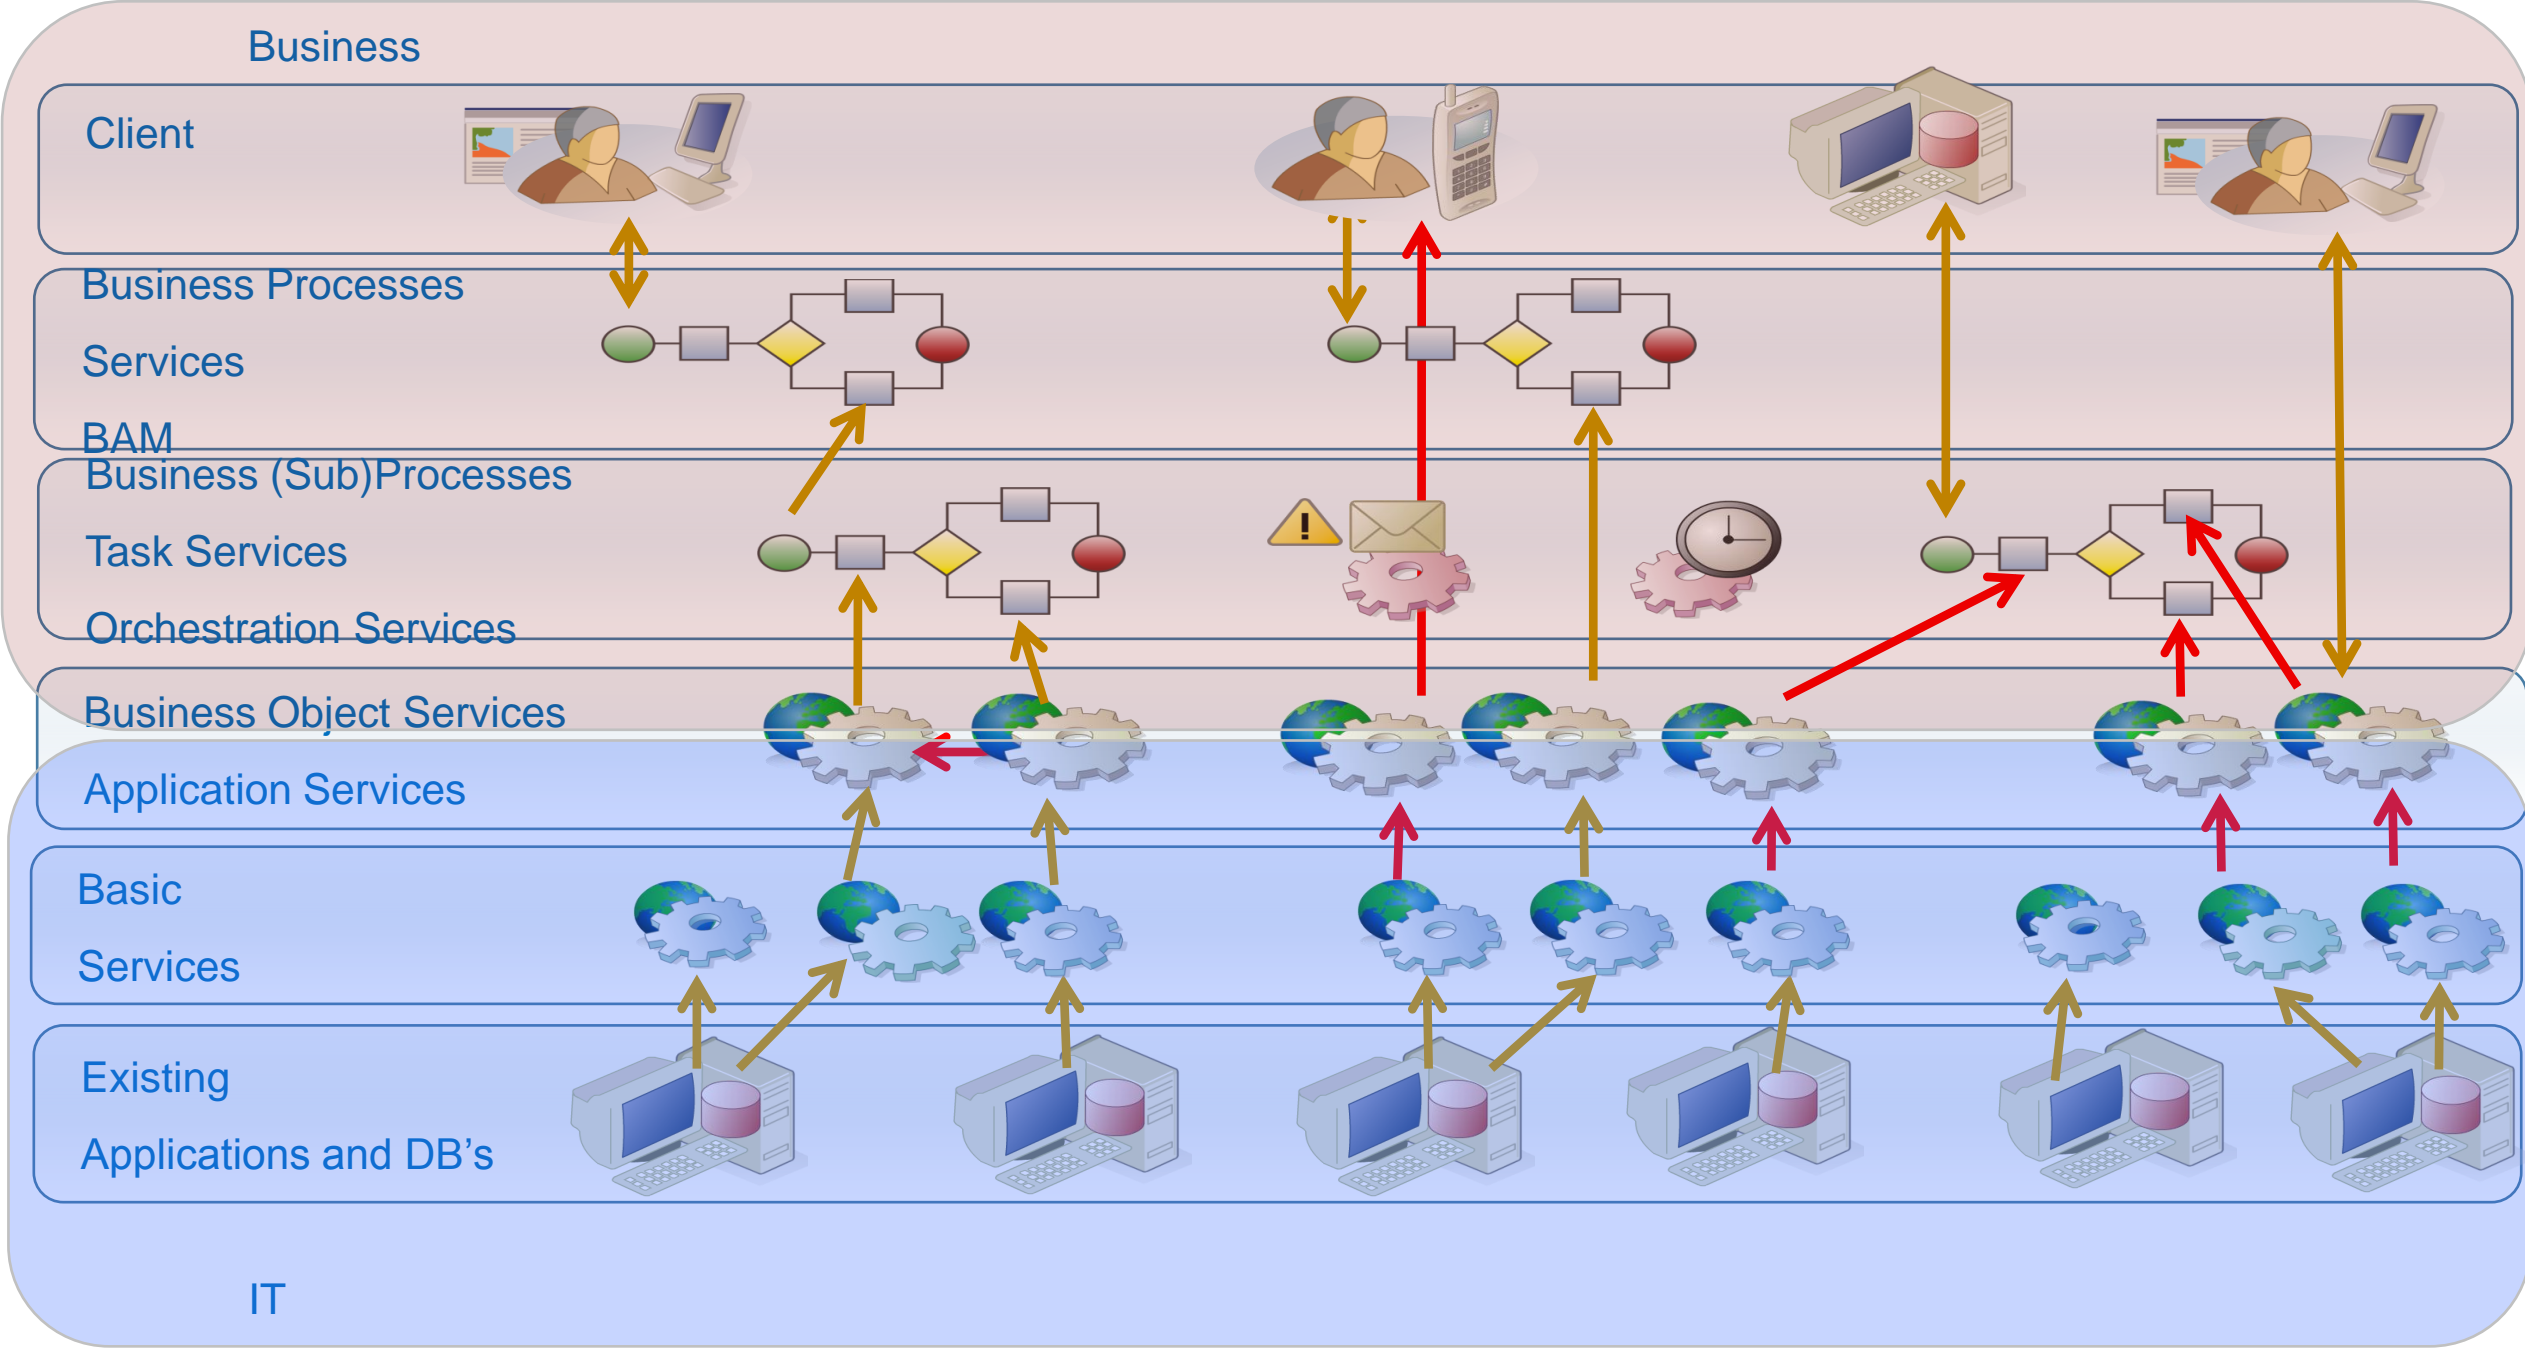 Business
Client
Business Processes
Services
BAM
Business (Sub)Processes
Task Services
Orchestration Services
Business Object Services
Application Services
Basic
Services
Existing
Applications and DB’s
IT